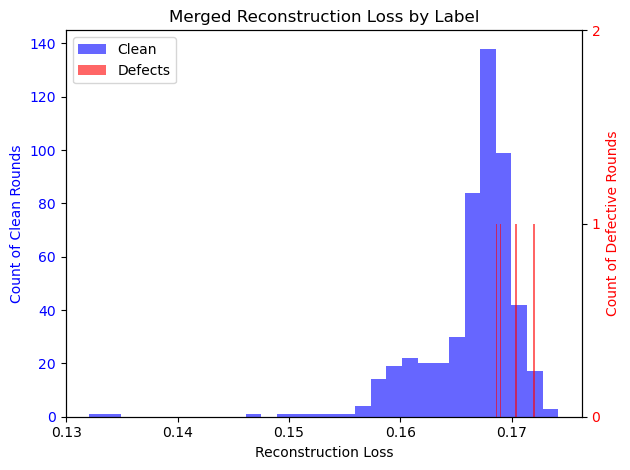 Merged Reconstruction Loss by Label
Clean
Defects
Count of Clean Rounds
140
120
100
80
60
40
20
0
2
1
0
Count of Defective Rounds
0.13 0.14 0.15 0.16 0.17
Reconstruction Loss